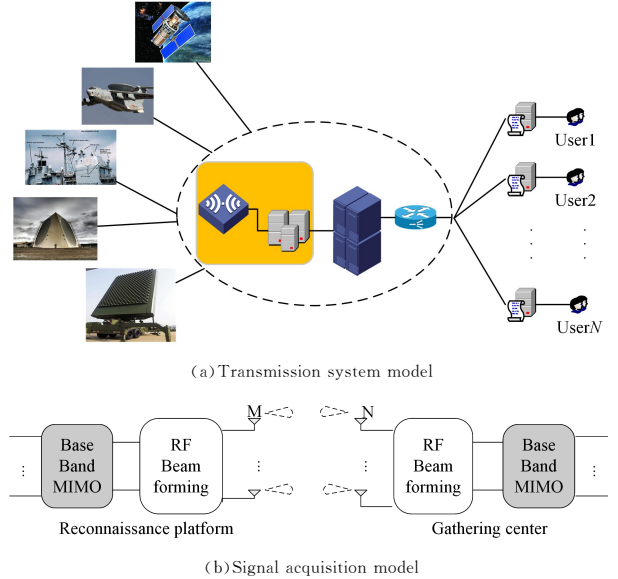 User1
User2
UserN
(a)Transmission system model
M
N
Base
Band
MIMO
RF
Beam
forming
RF
Beam
forming
Base
Band
MIMO
Reconnaissance platform
Gathering center
(b)Signal acquisition model